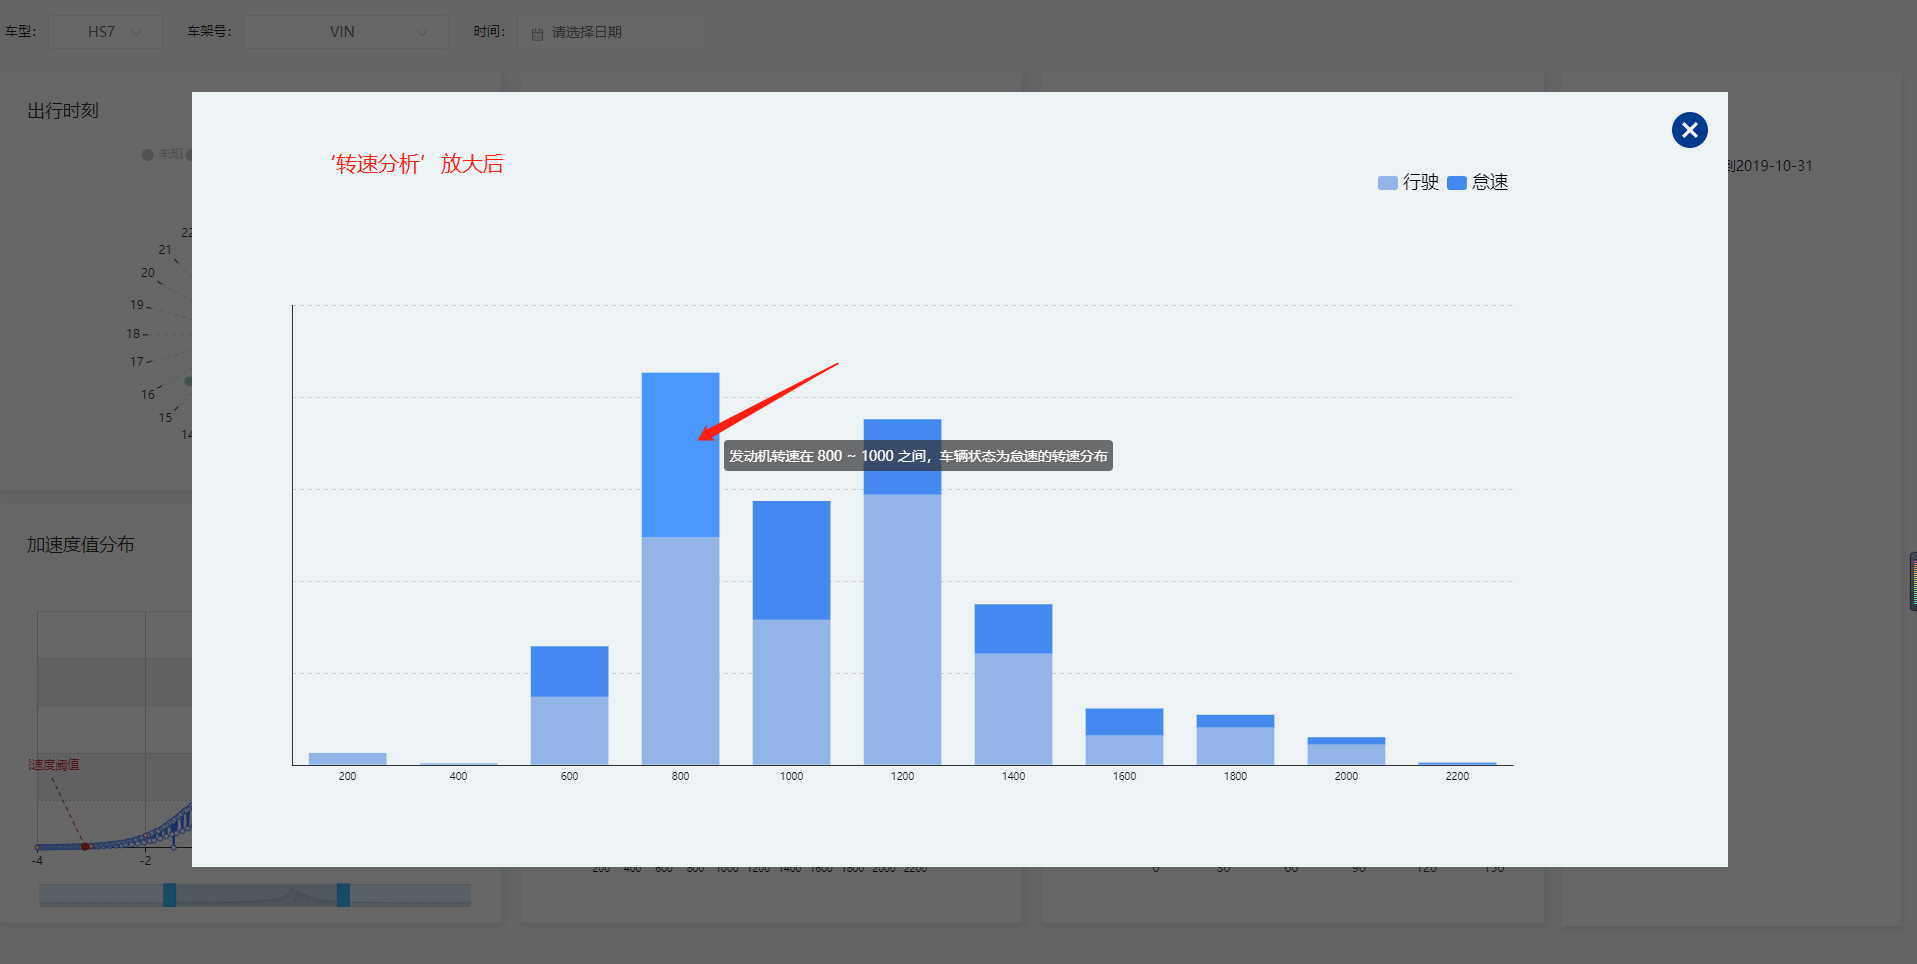 车型： HS7 车架号： VIN 时间： 请选择日期
出行时刻
未知
‘转速分析’ 放大后
行驶 怠速
到2019-10-31
22
21
20
19
18
17
16
15
14
发动机转速在 800 ~ 1000 之间，车辆状态为怠速的转速分布
200 400 600 800 1000 1200 1400 1600 1800 2000 2200
加速度值分布
速度阈值
-4 -2
200 400 600 800 1000 1200 1400 1600 1800 2000 2200
0 30 60 90 120 150